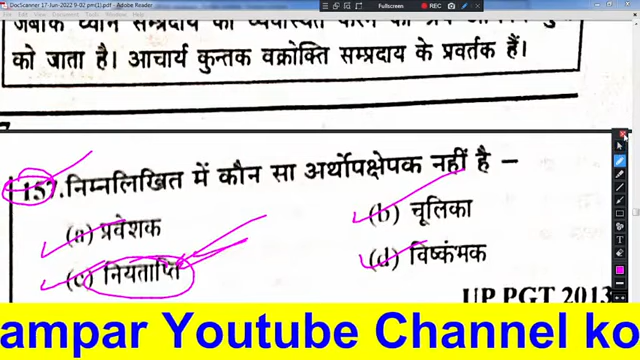 DocScanner 17-Jun-2022 9-02 pm(1).pdf - Adobe Reader
Fullscreen
REC
को जाता है। आचार्य कुन्तक वक्रोक्ति सम्प्रदाय के प्रवर्तक हैं।
157.निम्नलिखित में कौन सा अर्थोपक्षेपक नहीं है –
(a) प्रवेशक (b) चूलिका
(c) नियताप्ति (d) विष्कंभक
UP PGT 2013
ampar Youtube Channel ko